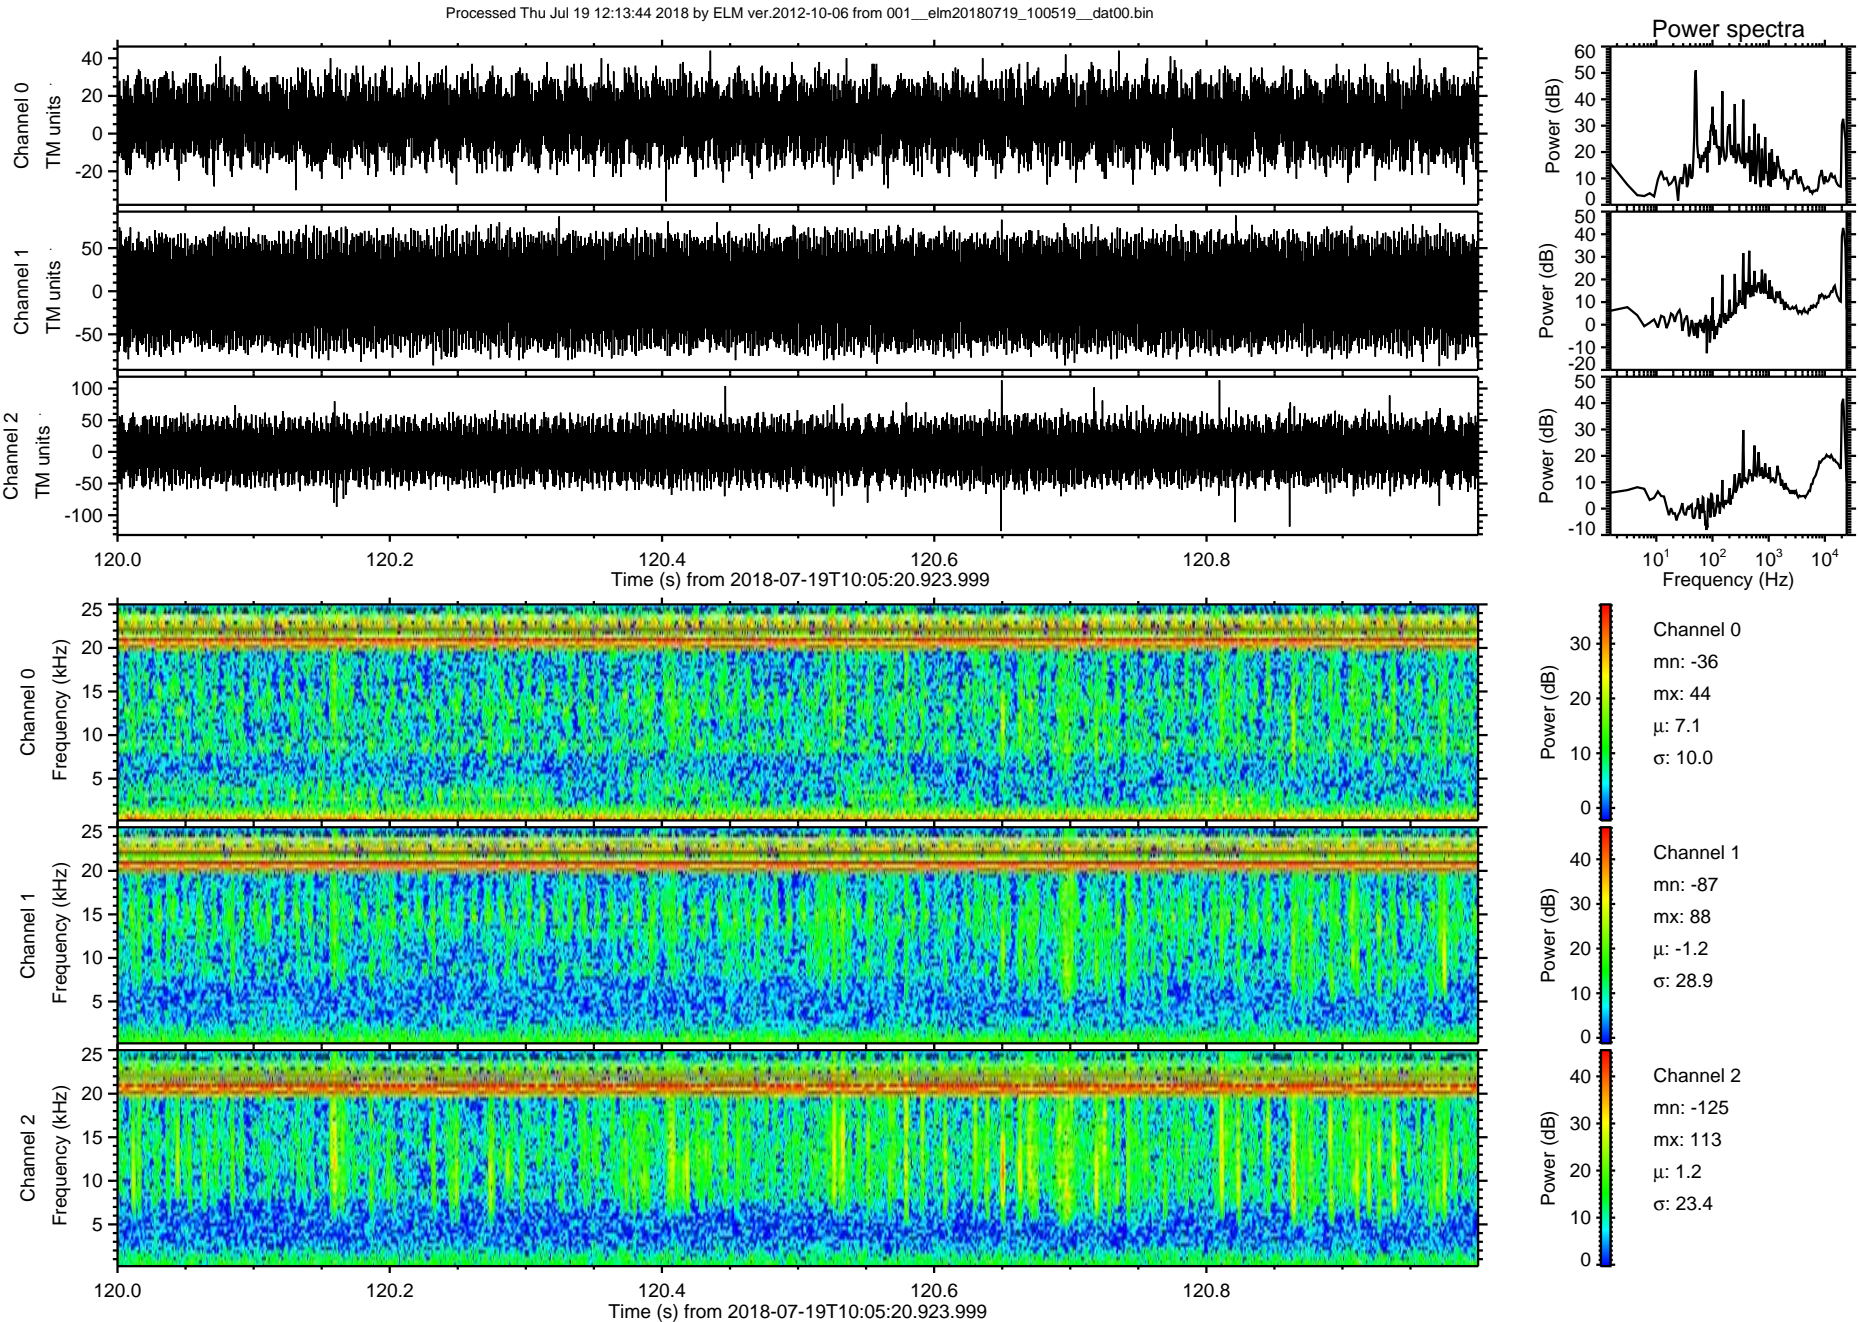 Processed Thu Jul 19 12:13:44 2018 by ELM ver.2012-10-06 from 001__elm20180719_100519__dat00.bin
Power spectra
Channel 0
TM units
40
20
0
-20
Power (dB)
60
50
40
30
20
10
0
Channel 1
TM units
50
0
-50
Power (dB)
50
40
30
20
10
0
-10
-20
Channel 2
TM units
100
50
0
-50
-100
Power (dB)
50
40
30
20
10
0
-10
120.0 120.2 120.4 120.6 120.8
Time (s) from 2018-07-19T10:05:20.923.999
10^1 10^2 10^3 10^4
Frequency (Hz)
Channel 0
Frequency (kHz)
25
20
15
10
5
Power (dB)
30
20
10
0
Channel 0
mn: -36
mx: 44
μ: 7.1
σ: 10.0
Channel 1
Frequency (kHz)
25
20
15
10
5
Power (dB)
40
30
20
10
0
Channel 1
mn: -87
mx: 88
μ: -1.2
σ: 28.9
Channel 2
Frequency (kHz)
25
20
15
10
5
Power (dB)
40
30
20
10
0
Channel 2
mn: -125
mx: 113
μ: 1.2
σ: 23.4
120.0 120.2 120.4 120.6 120.8
Time (s) from 2018-07-19T10:05:20.923.999